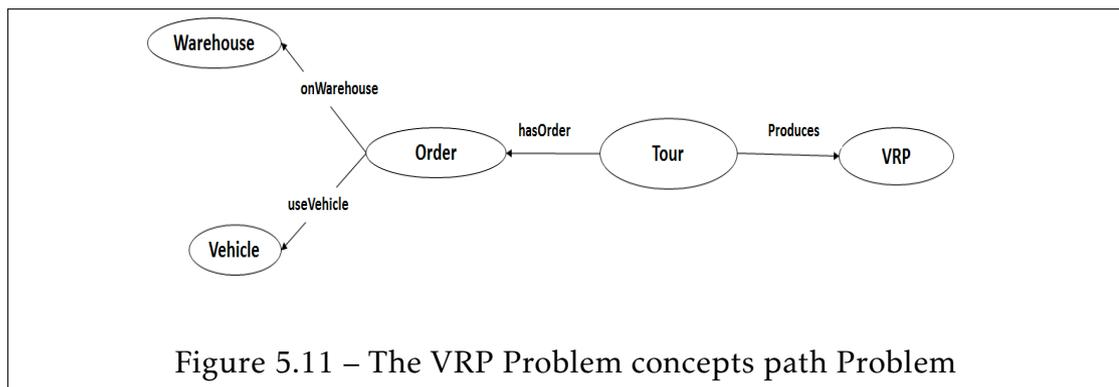 Warehouse
onWarehouse
hasOrder
Produces
Order
Tour
VRP
useVehicle
Vehicle
Figure 5.11 – The VRP Problem concepts path Problem